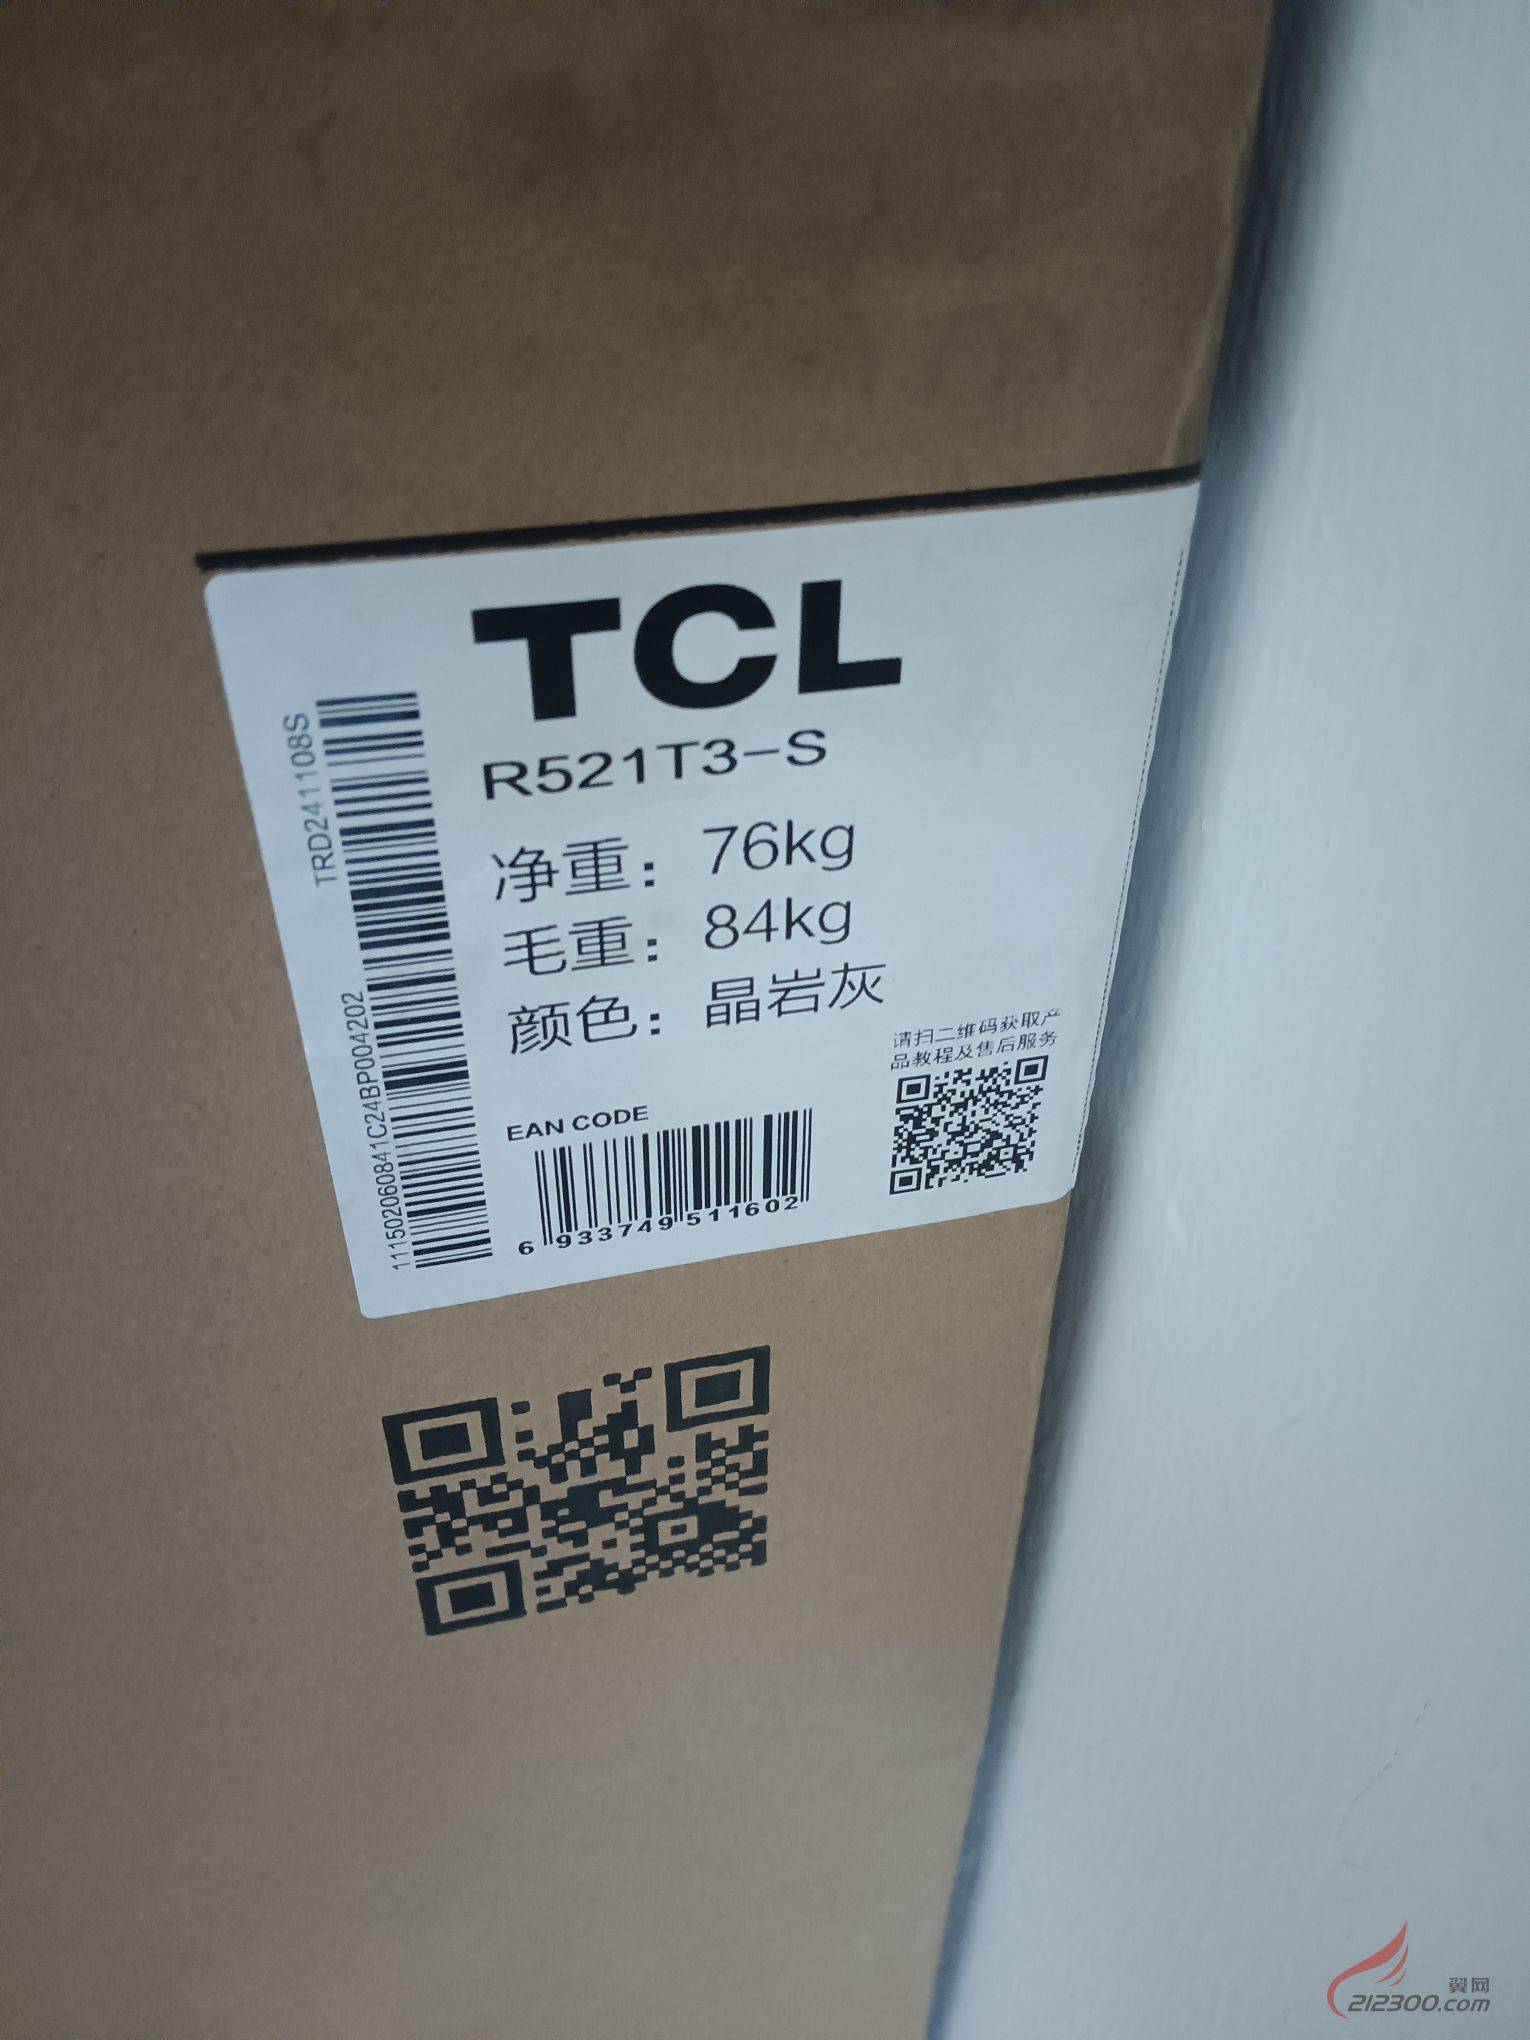 TCL
R521T3-S
净重： 76kg
毛重： 84kg
颜色： 晶岩灰
TRD241108S
111502060841C24BP004202
EAN CODE
6 933749 511602
请扫二维码获取产
品教程及售后服务
翼网
212300.com